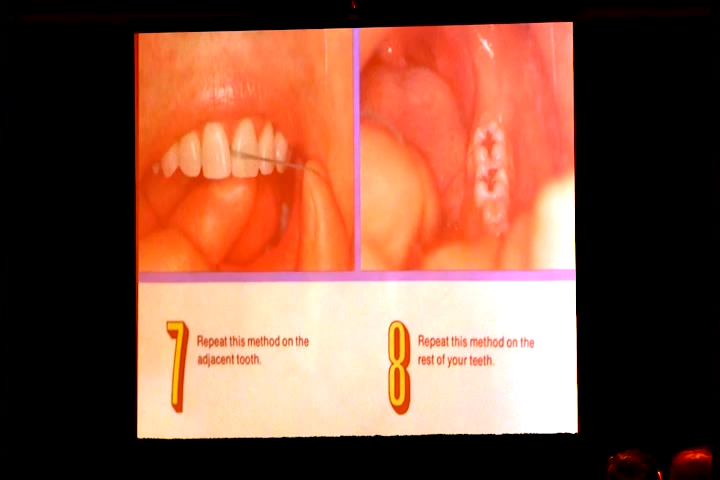 7
Repeat this method on the
adjacent tooth.
8
Repeat this method on the
rest of your teeth.